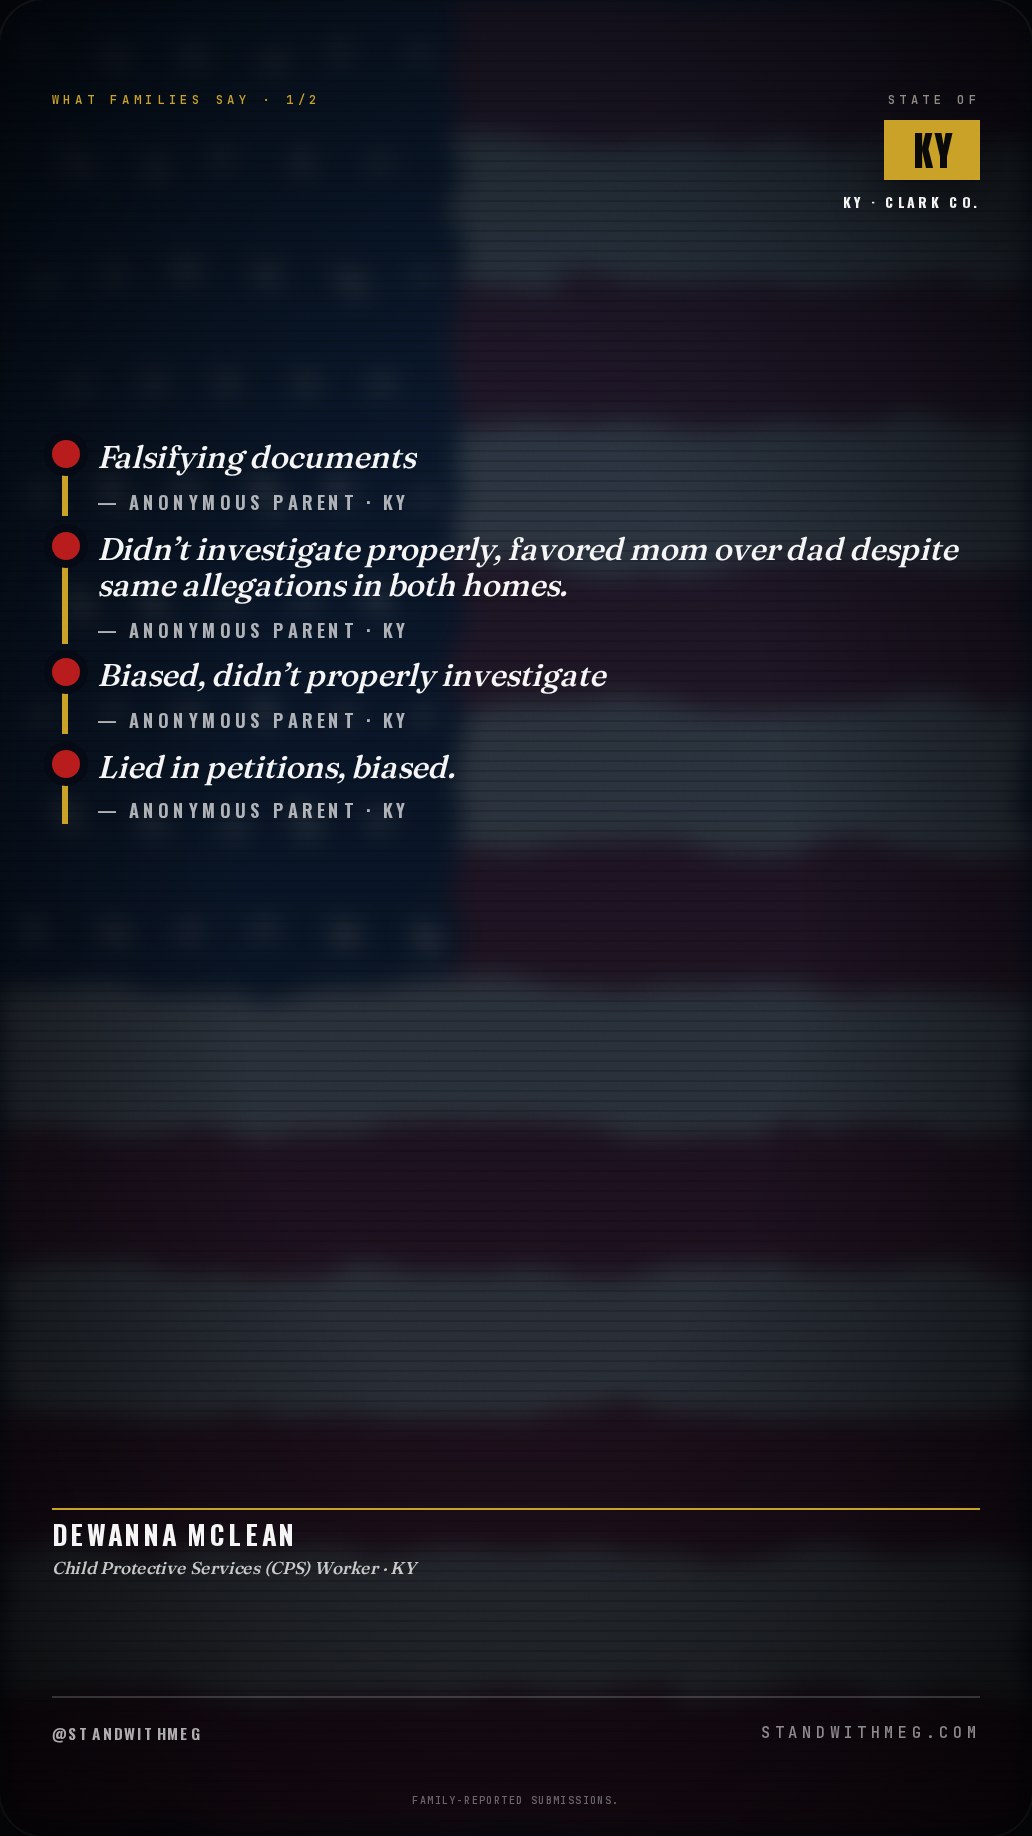 WHAT FAMILIES SAY · 1/2
STATE OF
KY
KY · CLARK CO.
Falsifying documents
— ANONYMOUS PARENT · KY
Didn’t investigate properly, favored mom over dad despite
same allegations in both homes.
— ANONYMOUS PARENT · KY
Biased, didn’t properly investigate
— ANONYMOUS PARENT · KY
Lied in petitions, biased.
— ANONYMOUS PARENT · KY
DEWANNA MCLEAN
Child Protective Services (CPS) Worker · KY
@STANDWITHMEG
STANDWITHMEG.COM
FAMILY-REPORTED SUBMISSIONS.